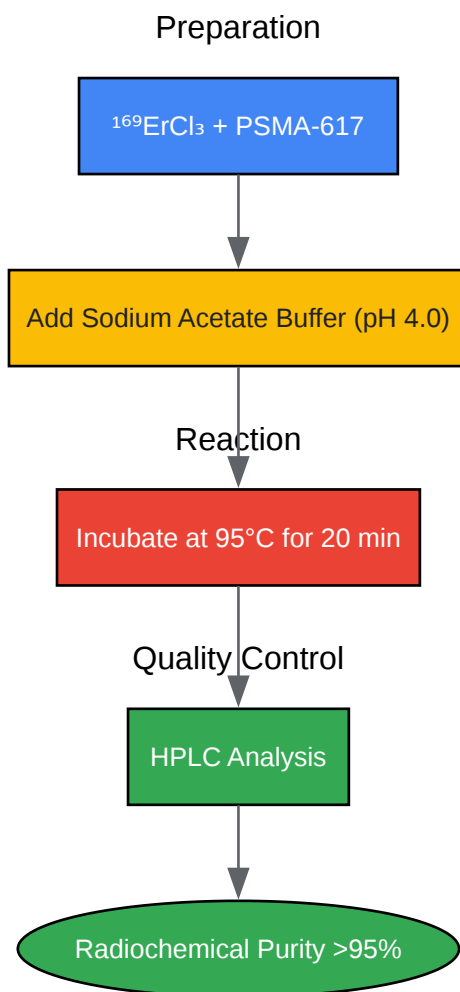 Preparation
¹⁶⁹ErCl₃ + PSMA-617
Add Sodium Acetate Buffer (pH 4.0)
Reaction
Incubate at 95°C for 20 min
Quality Control
HPLC Analysis
Radiochemical Purity >95%